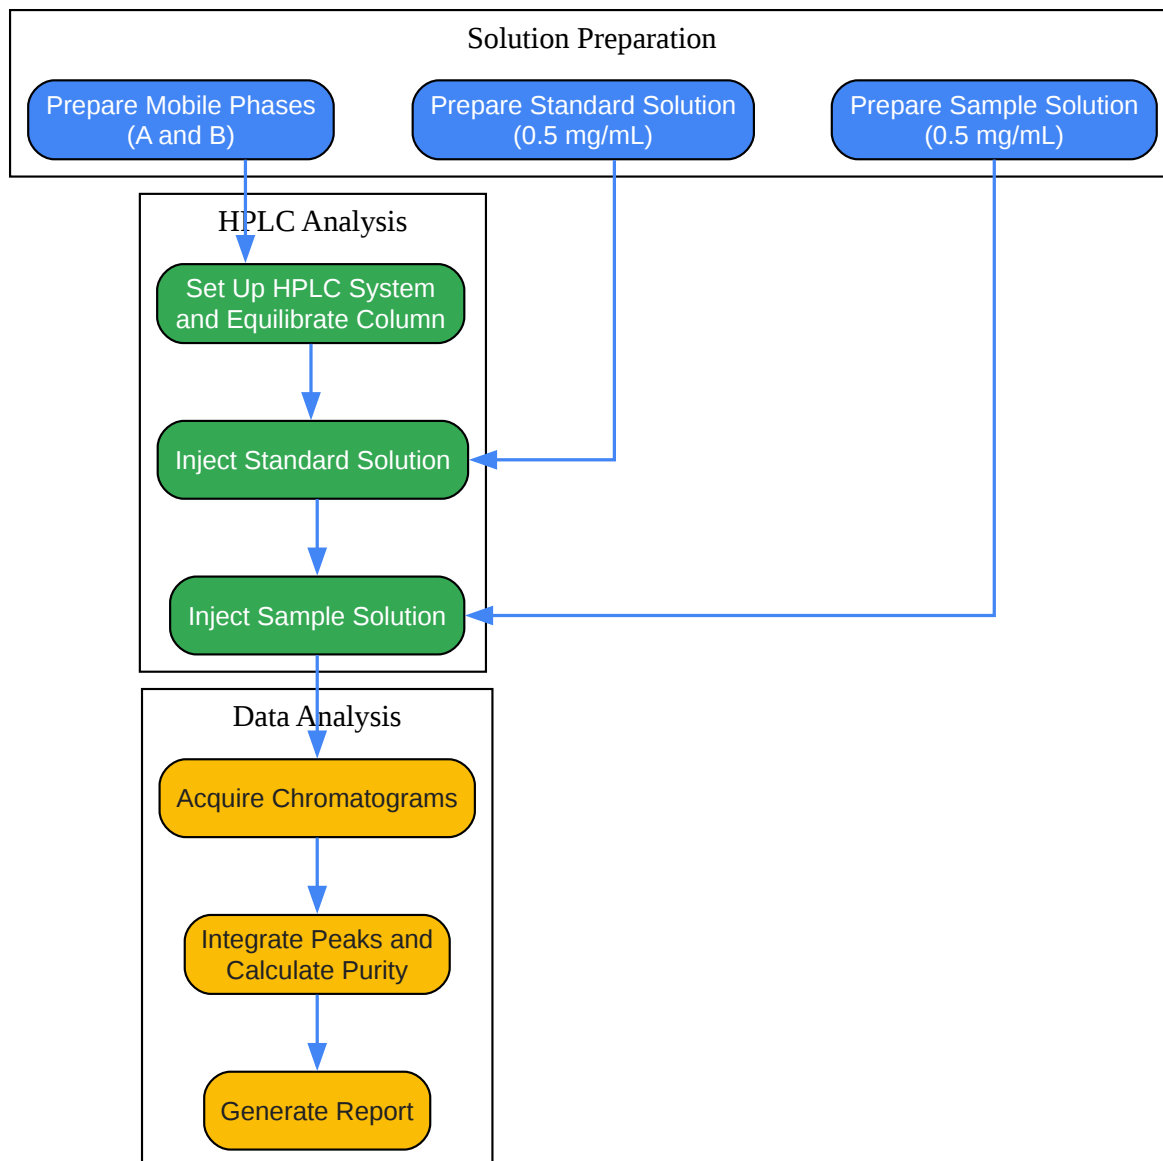 Solution Preparation
Prepare Mobile Phases
(A and B)
Prepare Standard Solution
(0.5 mg/mL)
Prepare Sample Solution
(0.5 mg/mL)
HPLC Analysis
Set Up HPLC System
and Equilibrate Column
Inject Standard Solution
Inject Sample Solution
Data Analysis
Acquire Chromatograms
Integrate Peaks and
Calculate Purity
Generate Report